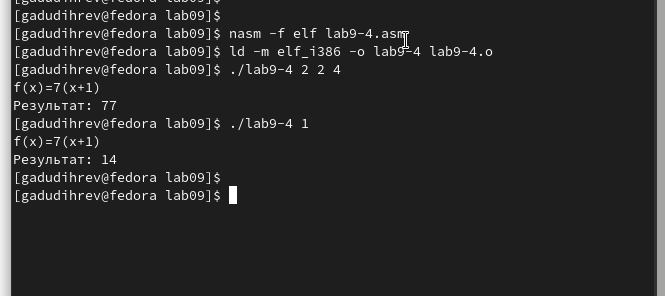 [gadudihrev@fedora lab09]$
[gadudihrev@fedora lab09]$ nasm -f elf lab9-4.asm
[gadudihrev@fedora lab09]$ ld -m elf_i386 -o lab9-4 lab9-4.o
[gadudihrev@fedora lab09]$ ./lab9-4 2 2 4
f(x)=7(x+1)
Результат: 77
[gadudihrev@fedora lab09]$ ./lab9-4 1
f(x)=7(x+1)
Результат: 14
[gadudihrev@fedora lab09]$
[gadudihrev@fedora lab09]$